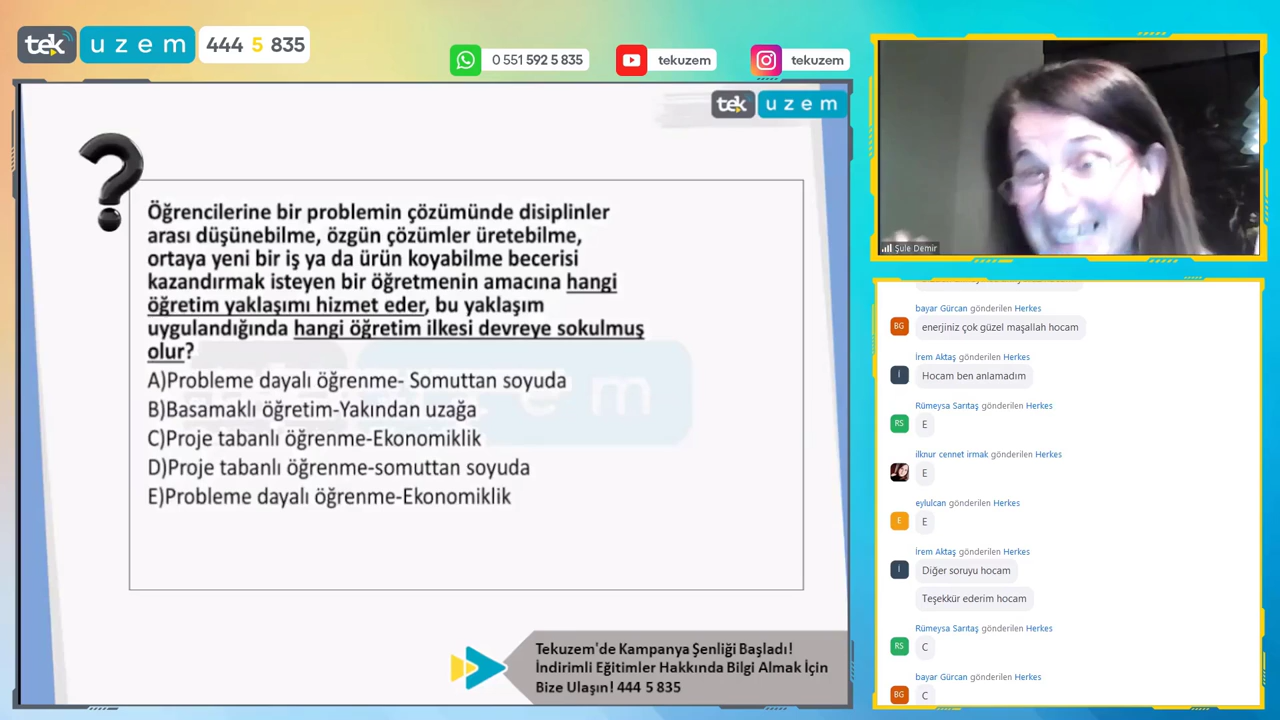 tek uzem 444 5 835
0 551 592 5 835
tekuzem
tekuzem
tek uzem
?
Öğrencilerine bir problemin çözümünde disiplinler
arası düşünebilme, özgün çözümler üretebilme,
ortaya yeni bir iş ya da ürün koyabilme becerisi
kazandırmak isteyen bir öğretmenin amacına hangi
öğretim yaklaşımı hizmet eder, bu yaklaşım
uygulandığında hangi öğretim ilkesi devreye sokulmuş
olur?
A)Probleme dayalı öğrenme- Somuttan soyuda
B)Basamaklı öğretim-Yakından uzağa
C)Proje tabanlı öğrenme-Ekonomiklik
D)Proje tabanlı öğrenme-somuttan soyuda
E)Probleme dayalı öğrenme-Ekonomiklik
Tekuzem'de Kampanya Şenliği Başladı!
İndirimli Eğitimler Hakkında Bilgi Almak İçin
Bize Ulaşın! 444 5 835
Şule Demir
bayar Gürcan gönderilen Herkes
BG enerjiniz çok güzel maşallah hocam
İrem Aktaş gönderilen Herkes
İ Hocam ben anlamadım
Rümeysa Sarıtaş gönderilen Herkes
RS E
ilknur cennet irmak gönderilen Herkes
E
eylulcan gönderilen Herkes
E E
İrem Aktaş gönderilen Herkes
İ Diğer soruyu hocam
Teşekkür ederim hocam
Rümeysa Sarıtaş gönderilen Herkes
RS C
bayar Gürcan gönderilen Herkes
BG C